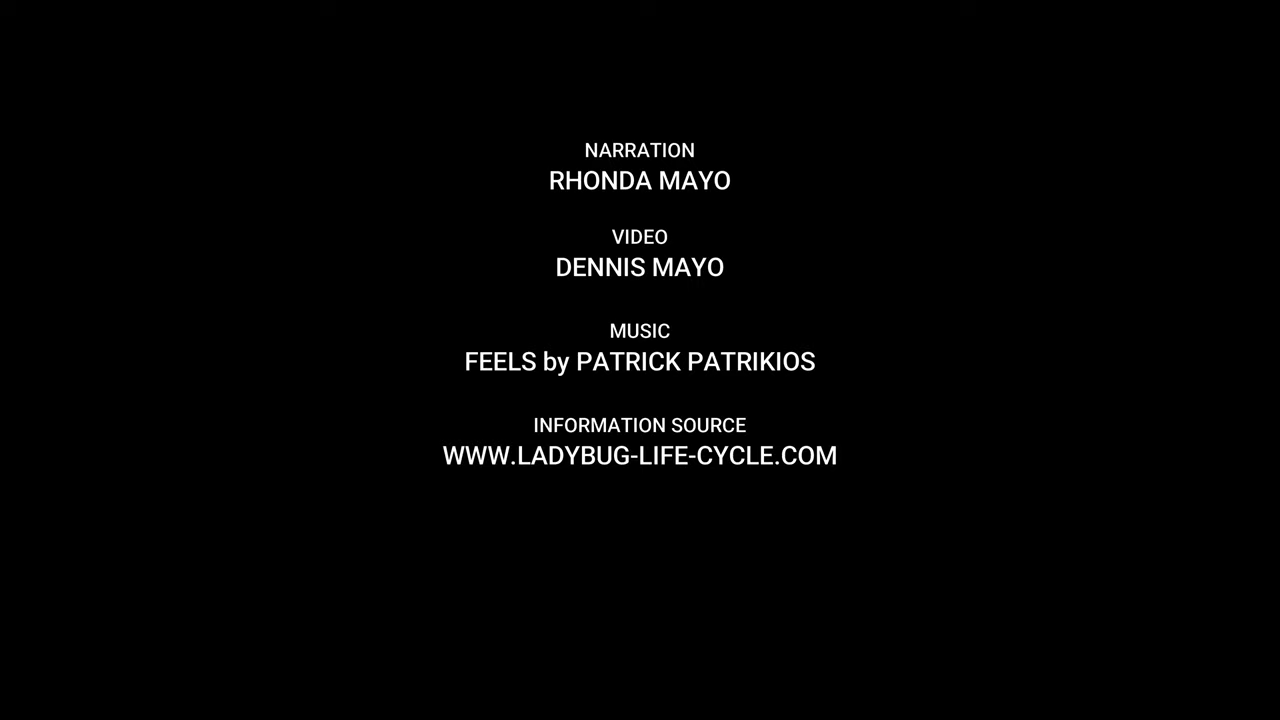 NARRATION
RHONDA MAYO
VIDEO
DENNIS MAYO
MUSIC
FEELS by PATRICK PATRIKIOS
INFORMATION SOURCE
WWW.LADYBUG-LIFE-CYCLE.COM